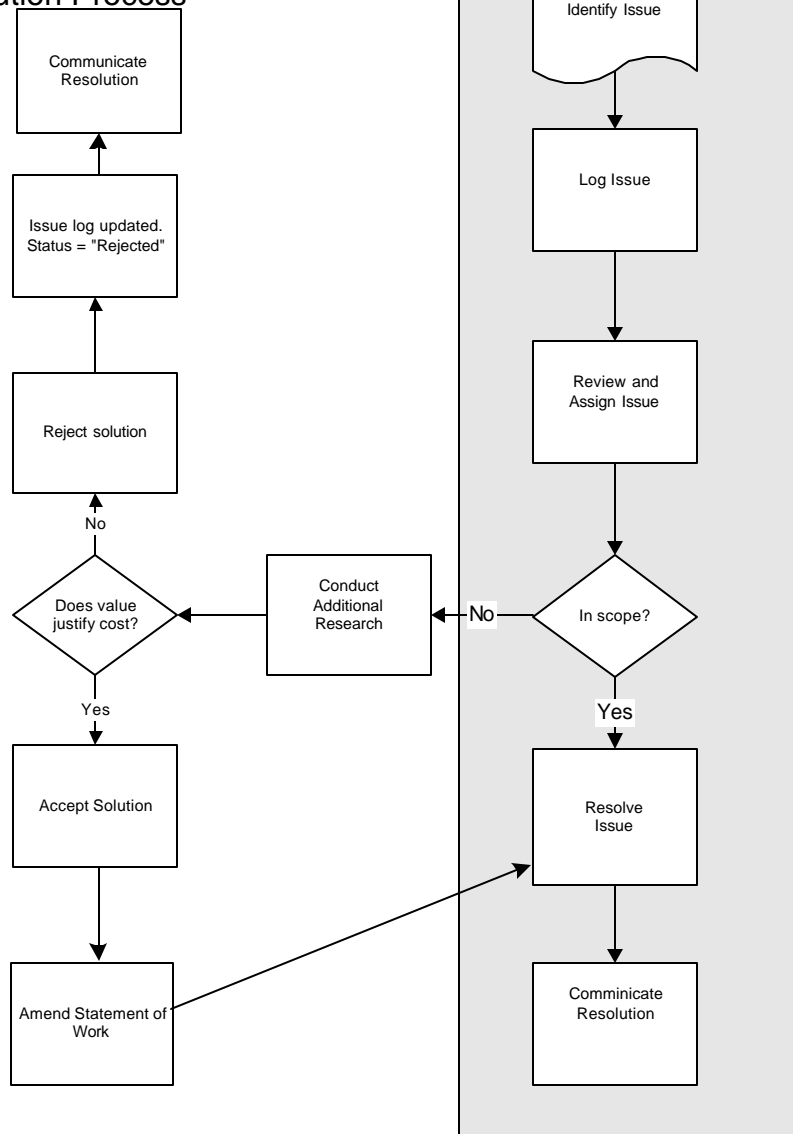 Process
Identify Issue
Communicate
Resolution
Log Issue
Issue log updated.
Status = "Rejected"
Review and
Assign Issue
Reject solution
No
Does value
justify cost?
Conduct
Additional
Research
No
In scope?
Yes
Yes
Accept Solution
Resolve
Issue
Amend Statement of
Work
Comminicate
Resolution